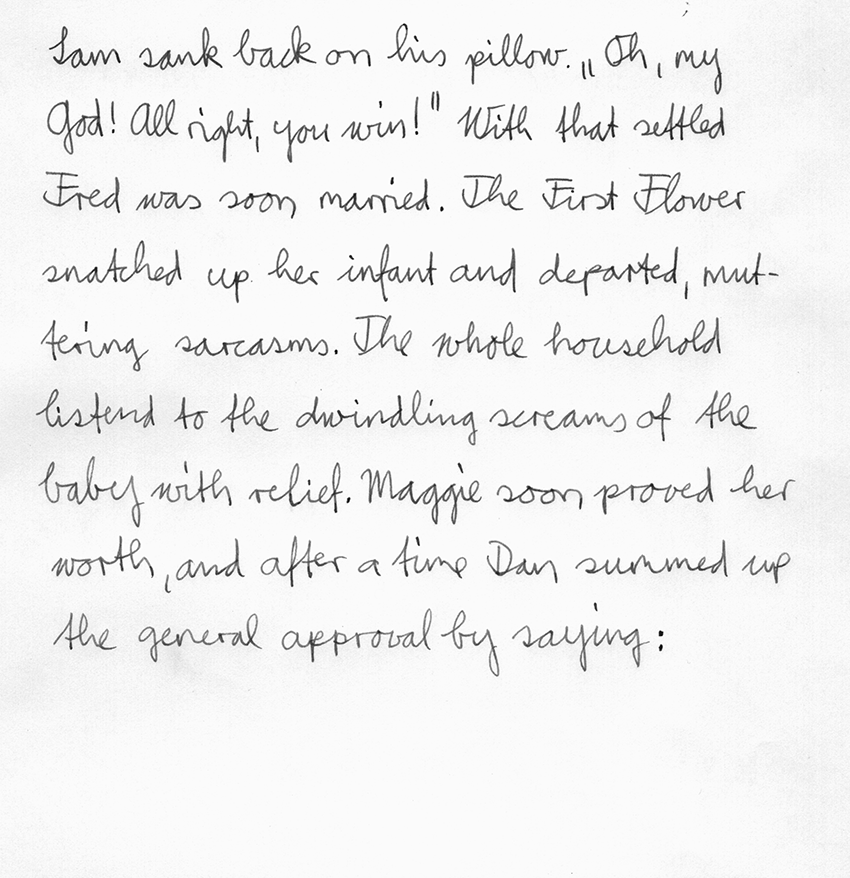 Sam sank back on his pillow. „Oh, my
God! All right, you win!" With that settled
Fred was soon married. The First Flower
snatched up her infant and departed, mut-
tering sarcasms. The whole household
listend to the dwindling screams of the
baby with relief. Maggie soon proved her
worth, and after a time Dan summed up
the general approval by saying: